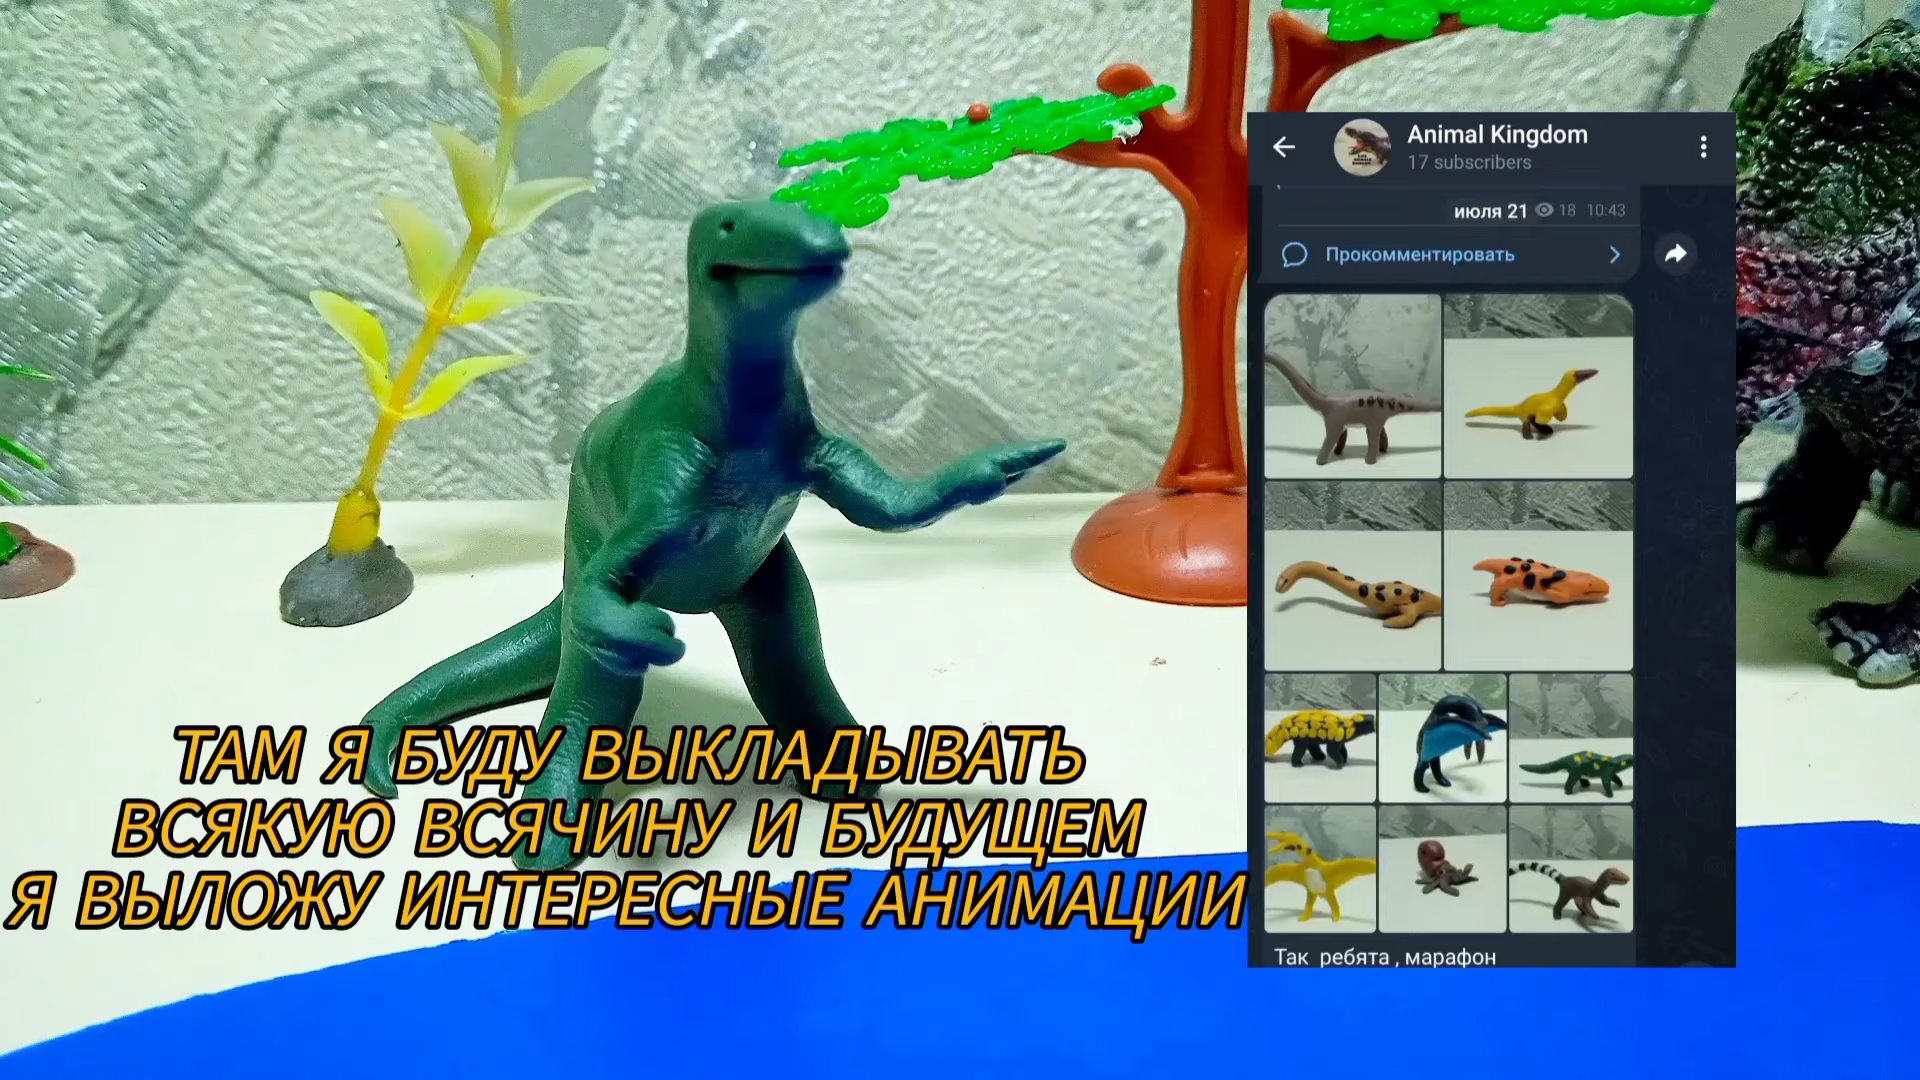 Animal Kingdom
17 subscribers
июля 21 18 10:43
Прокомментировать
ТАМ Я БУДУ ВЫКЛАДЫВАТЬ
ВСЯКУЮ ВСЯЧИНУ И БУДУЩЕМ
Я ВЫЛОЖУ ИНТЕРЕСНЫЕ АНИМАЦИИ
Так ребята , марафон